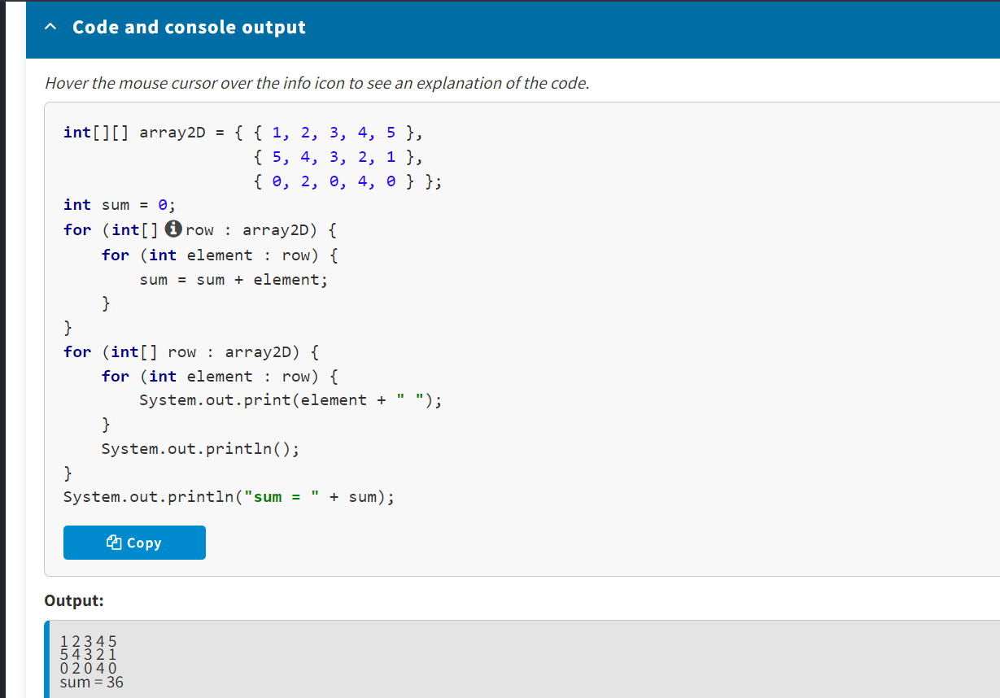 Code and console output
Hover the mouse cursor over the info icon to see an explanation of the code.
int[][] array2D = { { 1, 2, 3, 4, 5 },
                    { 5, 4, 3, 2, 1 },
                    { 0, 2, 0, 4, 0 } };
int sum = 0;
for (int[] row : array2D) {
    for (int element : row) {
        sum = sum + element;
    }
}
for (int[] row : array2D) {
    for (int element : row) {
        System.out.print(element + " ");
    }
    System.out.println();
}
System.out.println("sum = " + sum);
Copy
Output:
1 2 3 4 5
5 4 3 2 1
0 2 0 4 0
sum = 36